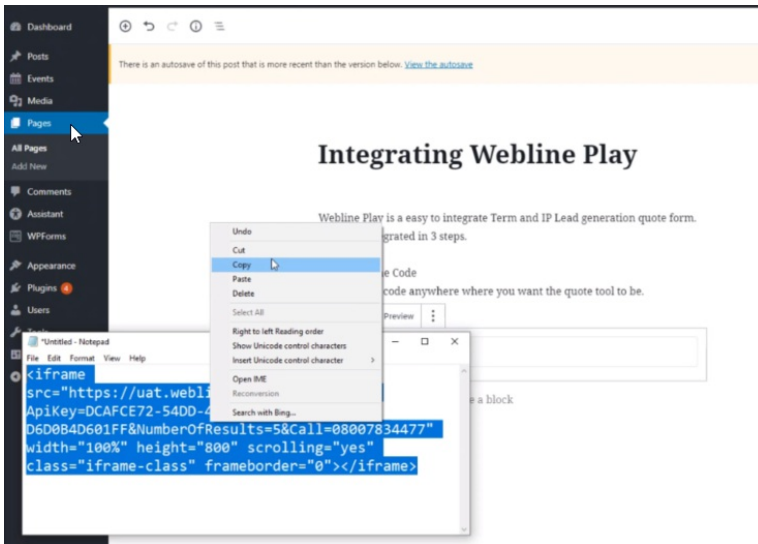 Dashboard
Posts
Events
Media
Pages
All Pages
Add New
Comments
Assistant
WPForms
Appearance
Plugins 4
Users
There is an autosave of this post that is more recent than the version below. View the autosave
Integrating Webline Play
Webline Play is a easy to integrate Term and IP Lead generation quote form.
in 3 steps.
Code
code anywhere where you want the quote tool to be.
Preview
a block
Undo
Cut
Copy
Paste
Delete
Select All
Right to left Reading order
Show Unicode control characters
Insert Unicode control character
Open IME
Reconversion
Search with Bing...
*Untitled - Notepad
File Edit Format View Help
<iframe
src="https://uat.webli
ApiKey=DCAFCE72-54DD-4
D6D0B4D601FF&NumberOfResults=5&Call=08007834477"
width="100%" height="800" scrolling="yes"
class="iframe-class" frameborder="0"></iframe>